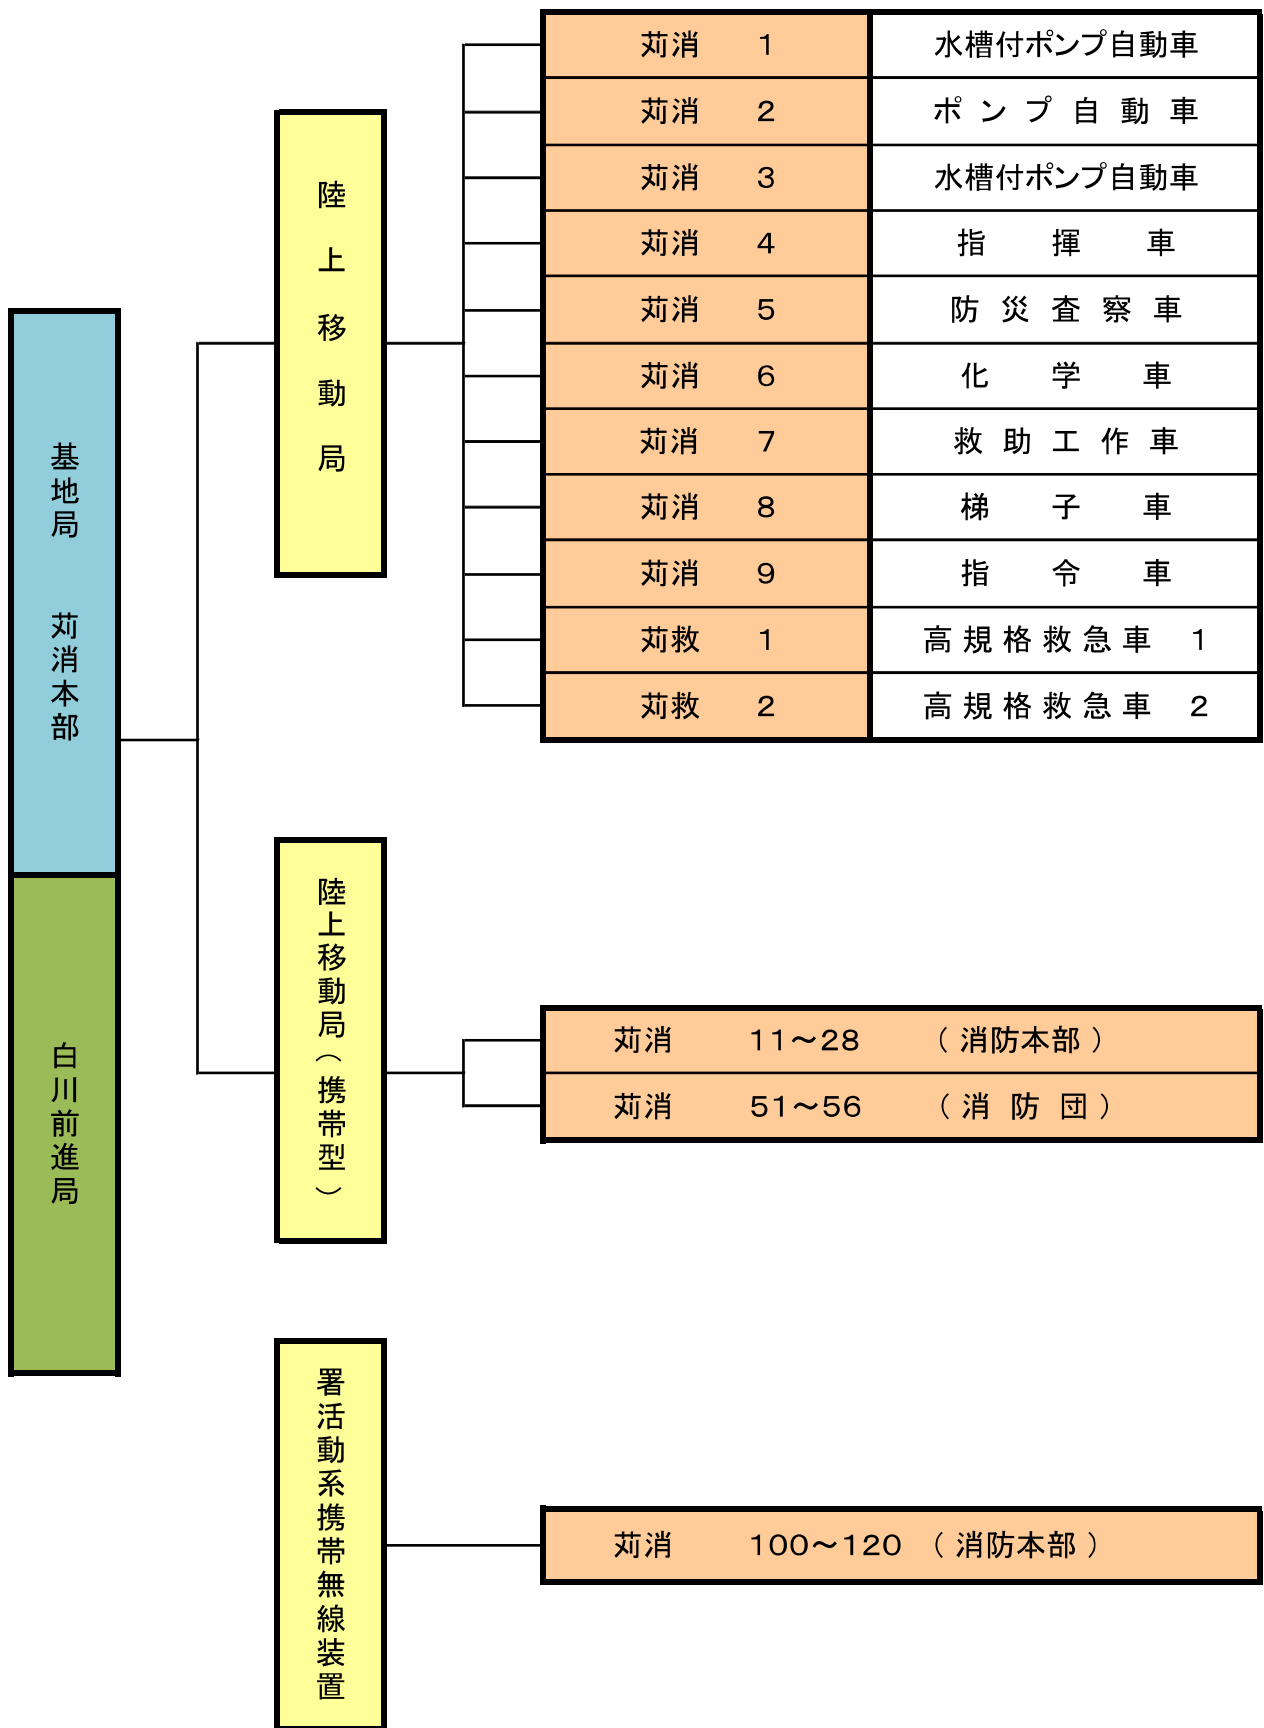 基地局 苅消本部
白川前進局
陸上移動局
苅消 1 水槽付ポンプ自動車
苅消 2 ポンプ自動車
苅消 3 水槽付ポンプ自動車
苅消 4 指揮車
苅消 5 防災査察車
苅消 6 化学車
苅消 7 救助工作車
苅消 8 梯子車
苅消 9 指令車
苅救 1 高規格救急車 1
苅救 2 高規格救急車 2
陸上移動局(携帯型)
苅消 11～28 (消防本部)
苅消 51～56 (消防団)
署活動系携帯無線装置
苅消 100～120 (消防本部)